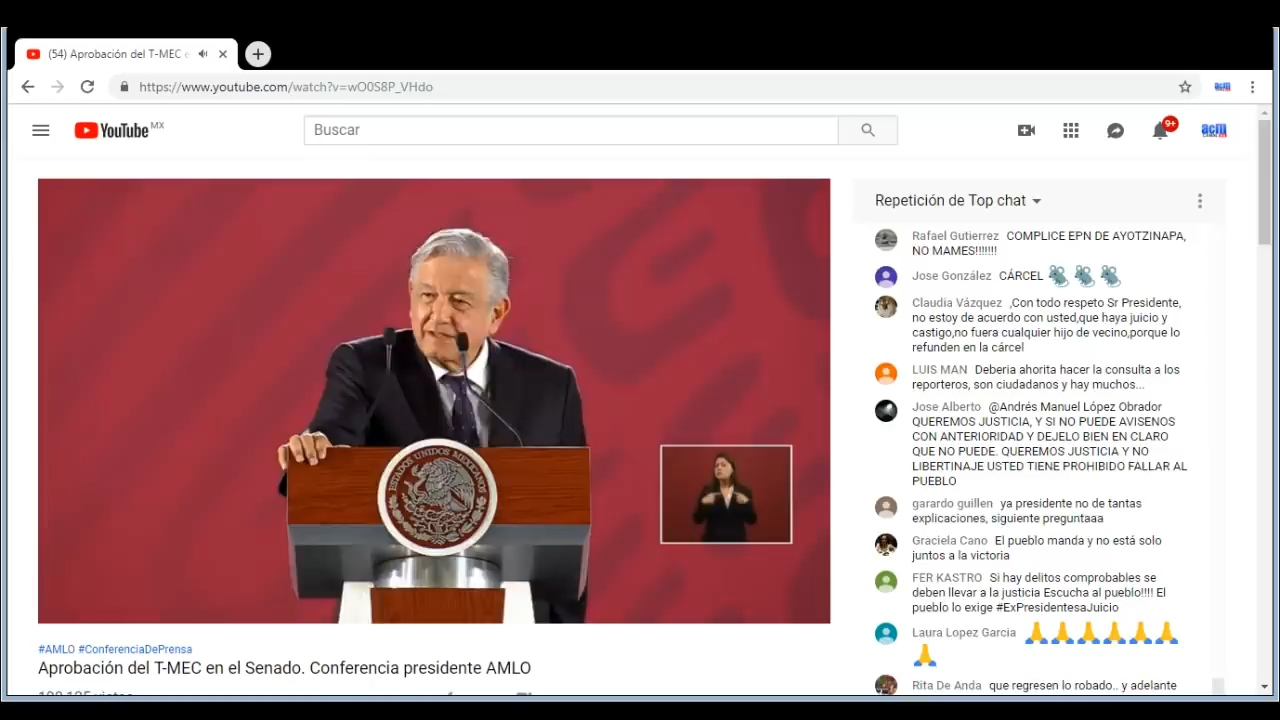 (54) Aprobación del T-MEC e
https://www.youtube.com/watch?v=wO0S8P_VHdo
acm
YouTube MX
Buscar
9+
acm
ESTADOS UNIDOS MEXICANOS
#AMLO #ConferenciaDePrensa
Aprobación del T-MEC en el Senado. Conferencia presidente AMLO
Repetición de Top chat
Rafael Gutierrez COMPLICE EPN DE AYOTZINAPA,
NO MAMES!!!!!!!
Jose González CÁRCEL
Claudia Vázquez ,Con todo respeto Sr Presidente,
no estoy de acuerdo con usted,que haya juicio y
castigo,no fuera cualquier hijo de vecino,porque lo
refunden en la cárcel
LUIS MAN Deberia ahorita hacer la consulta a los
reporteros, son ciudadanos y hay muchos...
Jose Alberto @Andrés Manuel López Obrador
QUEREMOS JUSTICIA, Y SI NO PUEDE AVISENOS
CON ANTERIORIDAD Y DEJELO BIEN EN CLARO
QUE NO PUEDE. QUEREMOS JUSTICIA Y NO
LIBERTINAJE USTED TIENE PROHIBIDO FALLAR AL
PUEBLO
garardo guillen ya presidente no de tantas
explicaciones, siguiente preguntaaa
Graciela Cano El pueblo manda y no está solo
juntos a la victoria
FER KASTRO Si hay delitos comprobables se
deben llevar a la justicia Escucha al pueblo!!!! El
pueblo lo exige #ExPresidentesaJuicio
Laura Lopez Garcia
Rita De Anda que regresen lo robado.. y adelante